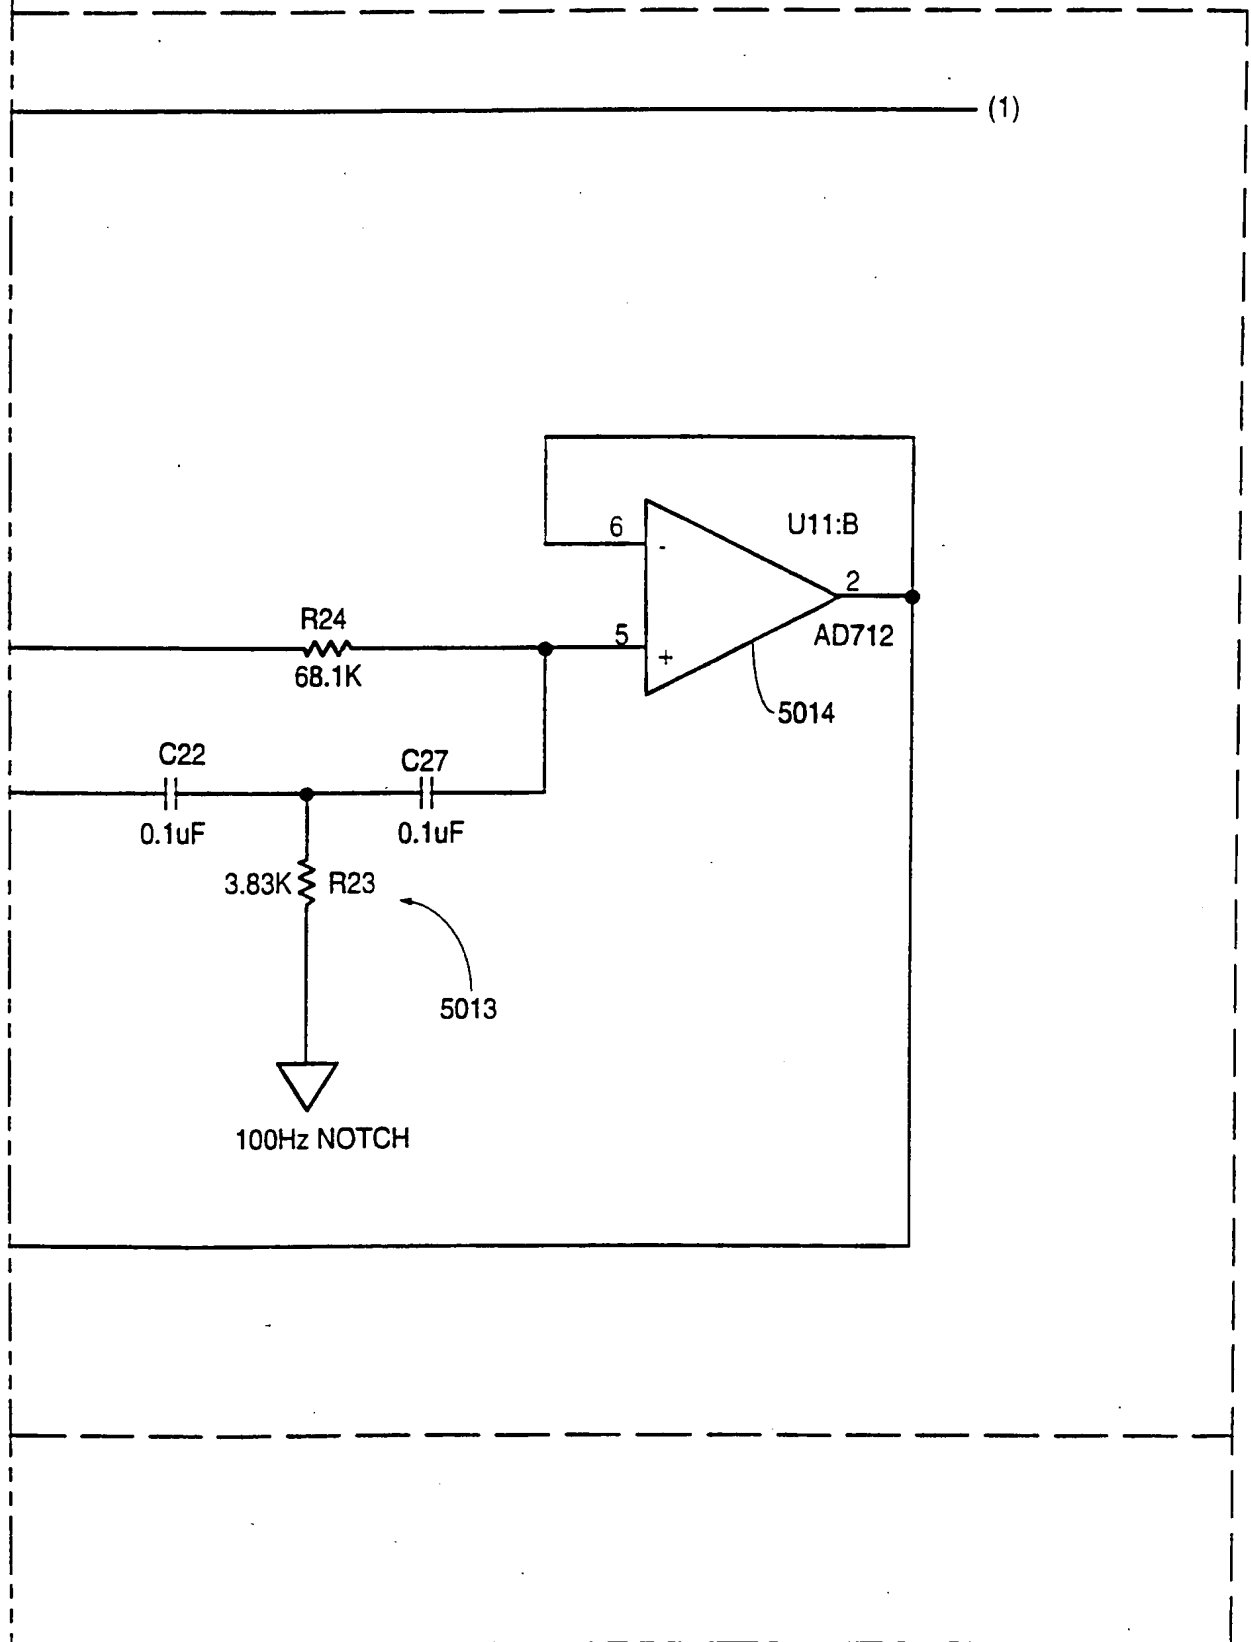 (1)
U11:B
6
-
2
R24
5
AD712
+
68.1K
5014
C22
C27
0.1uF
0.1uF
3.83K
R23
5013
100Hz NOTCH